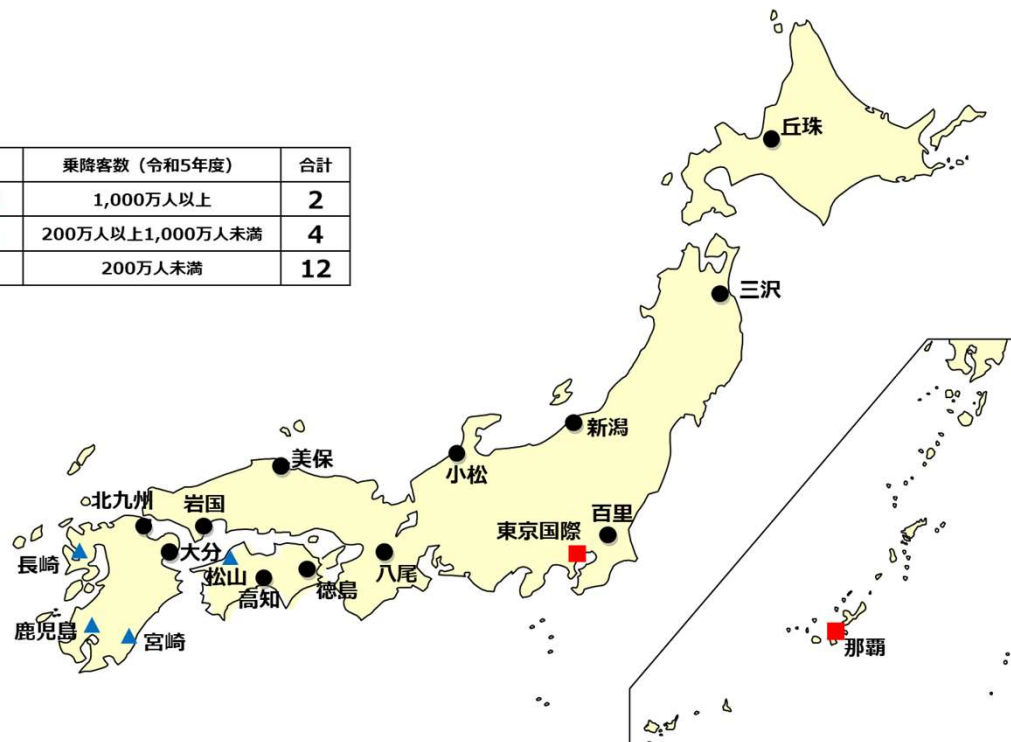 乗降客数（令和5年度） 合計
1,000万人以上 2
200万人以上1,000万人未満 4
200万人未満 12
丘珠
三沢
新潟
小松
美保
北九州
岩国
百里
東京国際
大分
長崎
松山
八尾
徳島
高知
鹿児島
宮崎
那覇